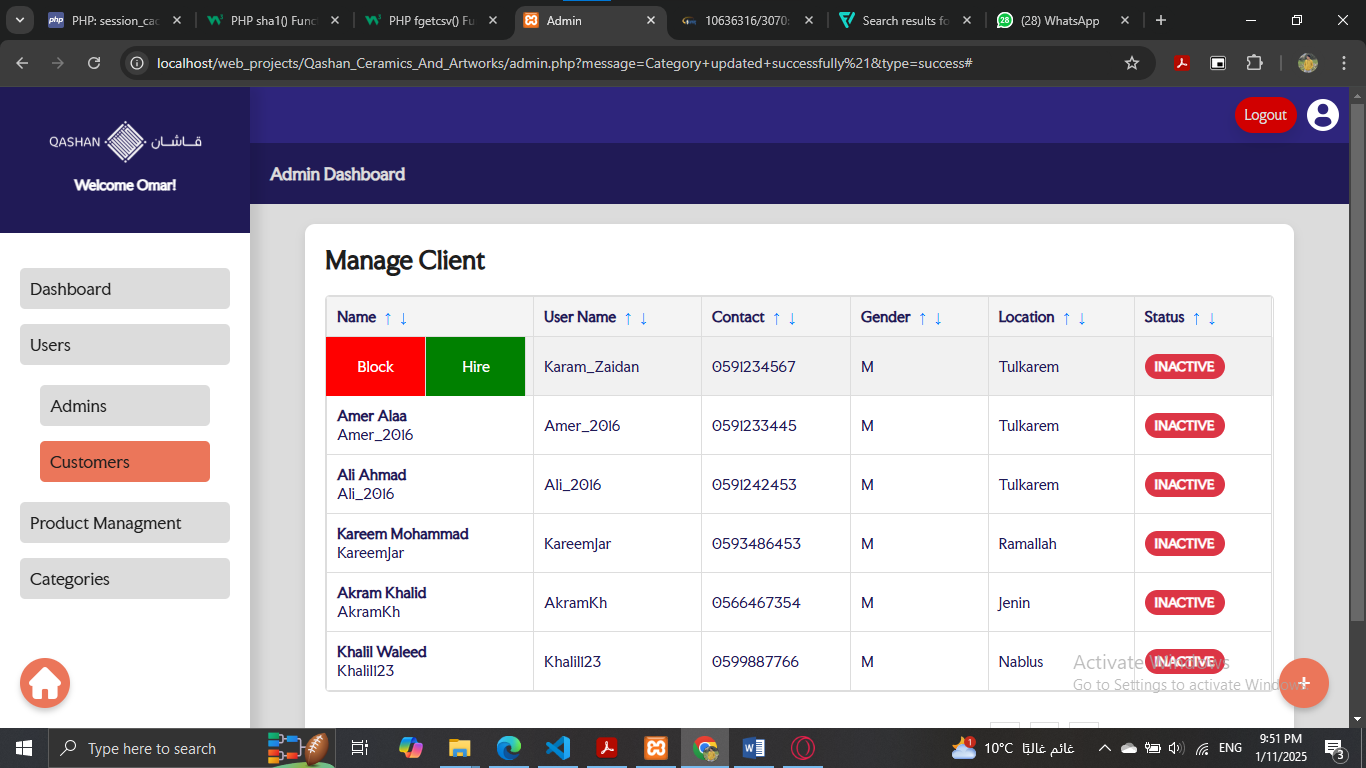 PHP: session_cac
PHP sha1() Func
PHP fgetcsv() Fu
Admin
10636316/3070
Search results fo
(28) WhatsApp
localhost/web_projects/Qashan_Ceramics_And_Artworks/admin.php?message=Category+updated+successfully%21&type=success#
QASHAN قاشان
Welcome Omar!
Logout
Admin Dashboard
Dashboard
Users
Admins
Customers
Product Managment
Categories
Manage Client
Name ↑ ↓ User Name ↑ ↓ Contact ↑ ↓ Gender ↑ ↓ Location ↑ ↓ Status ↑ ↓
Block Hire Karam_Zaidan 0591234567 M Tulkarem INACTIVE
Amer Alaa
Amer_2016 Amer_2016 0591233445 M Tulkarem INACTIVE
Ali Ahmad
Ali_2016 Ali_2016 0591242453 M Tulkarem INACTIVE
Kareem Mohammad
KareemJar KareemJar 0593486453 M Ramallah INACTIVE
Akram Khalid
AkramKh AkramKh 0566467354 M Jenin INACTIVE
Khalil Waleed
Khalil123 Khalil123 0599887766 M Nablus INACTIVE
Activate Windows
Go to Settings to activate Windows.
+
Type here to search
10°C غائم غالبًا
ENG
9:51 PM
1/11/2025
3